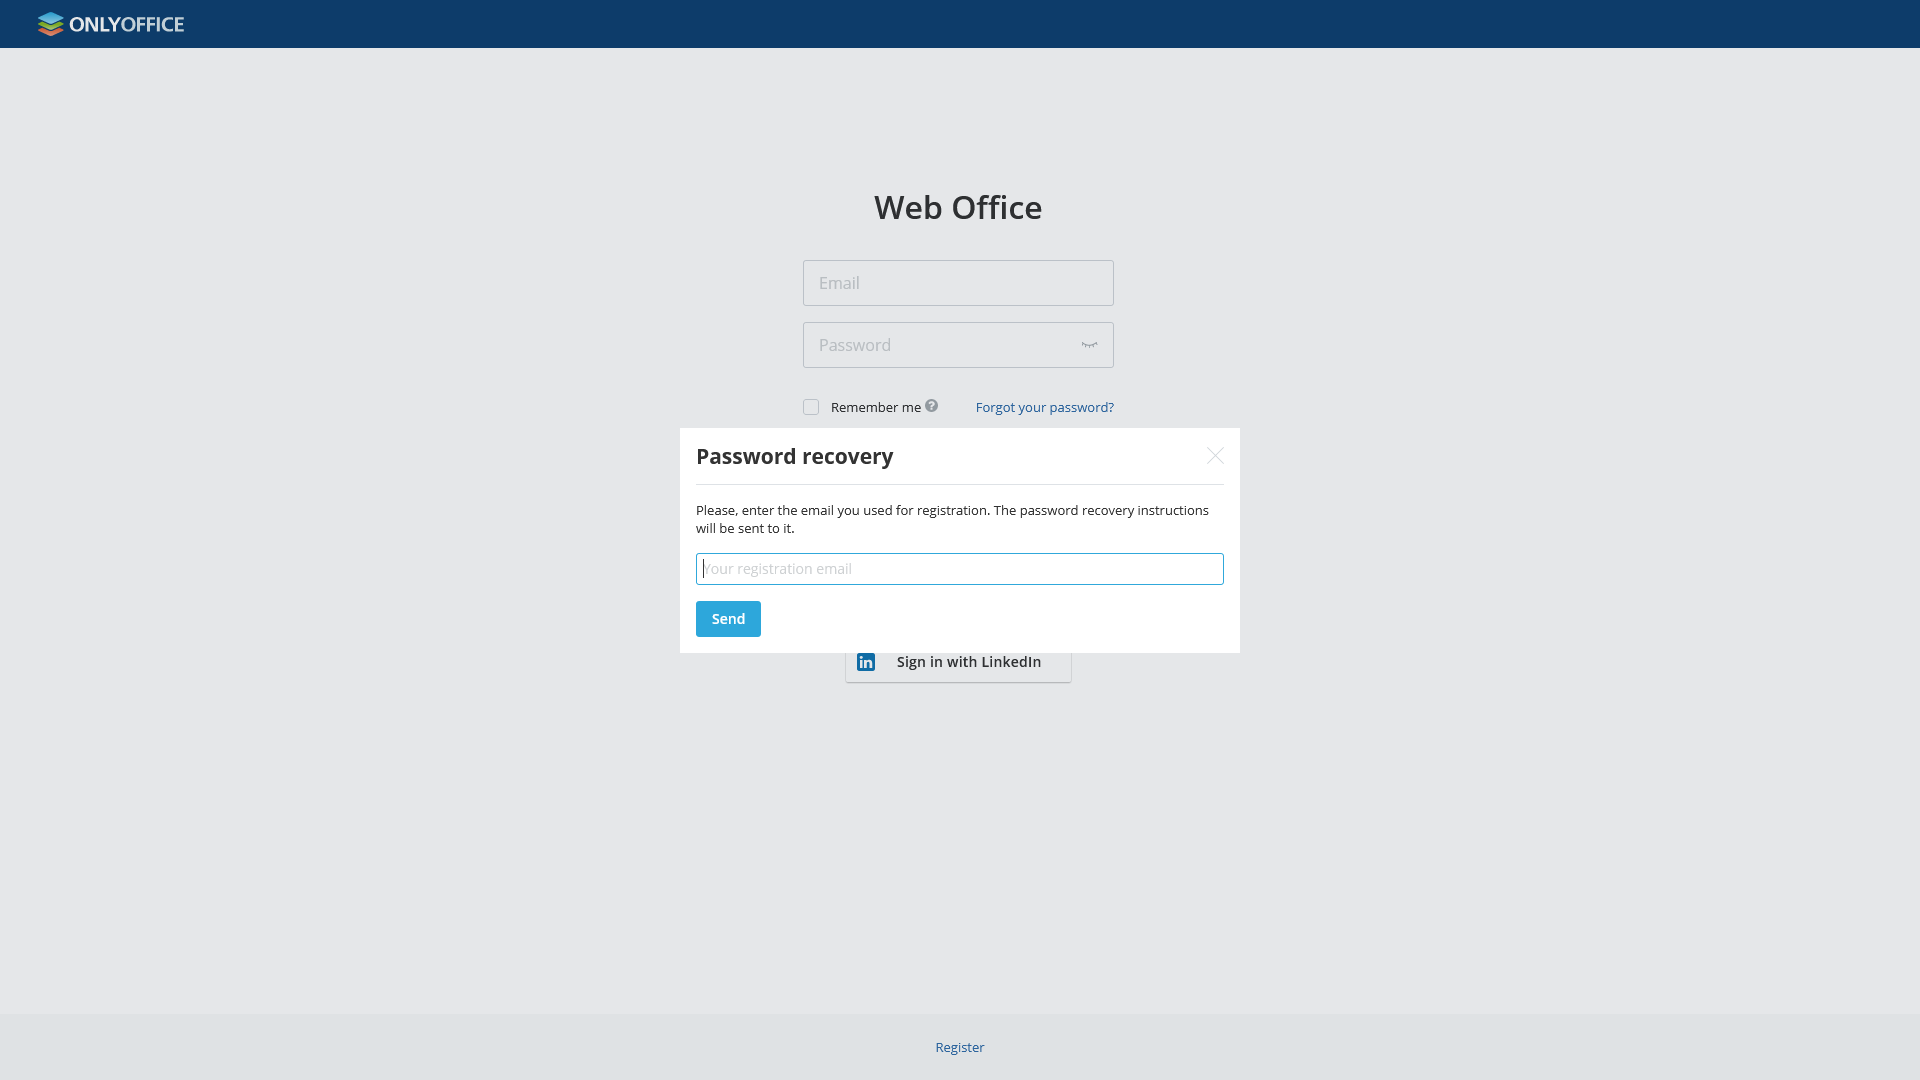 ONLYOFFICE
Web Office
Email
Password
Remember me ?
Forgot your password?
Password recovery
Please, enter the email you used for registration. The password recovery instructions
will be sent to it.
Your registration email
Send
in Sign in with LinkedIn
Register